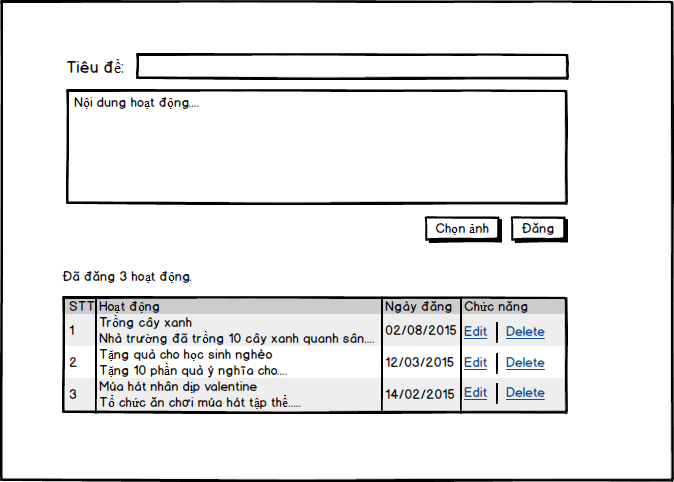 Tiêu đề:
Nội dung hoạt động....
Chọn ảnh Đăng
Đã đăng 3 hoạt động.
STT Hoạt động Ngày đăng Chức năng
1 Trồng cây xanh
Nhà trường đã trồng 10 cây xanh quanh sân.... 02/08/2015 Edit | Delete
2 Tặng quà cho học sinh nghèo
Tặng 10 phần quà ý nghĩa cho.... 12/03/2015 Edit | Delete
3 Múa hát nhân dịp valentine
Tổ chức ăn chơi múa hát tập thể..... 14/02/2015 Edit | Delete